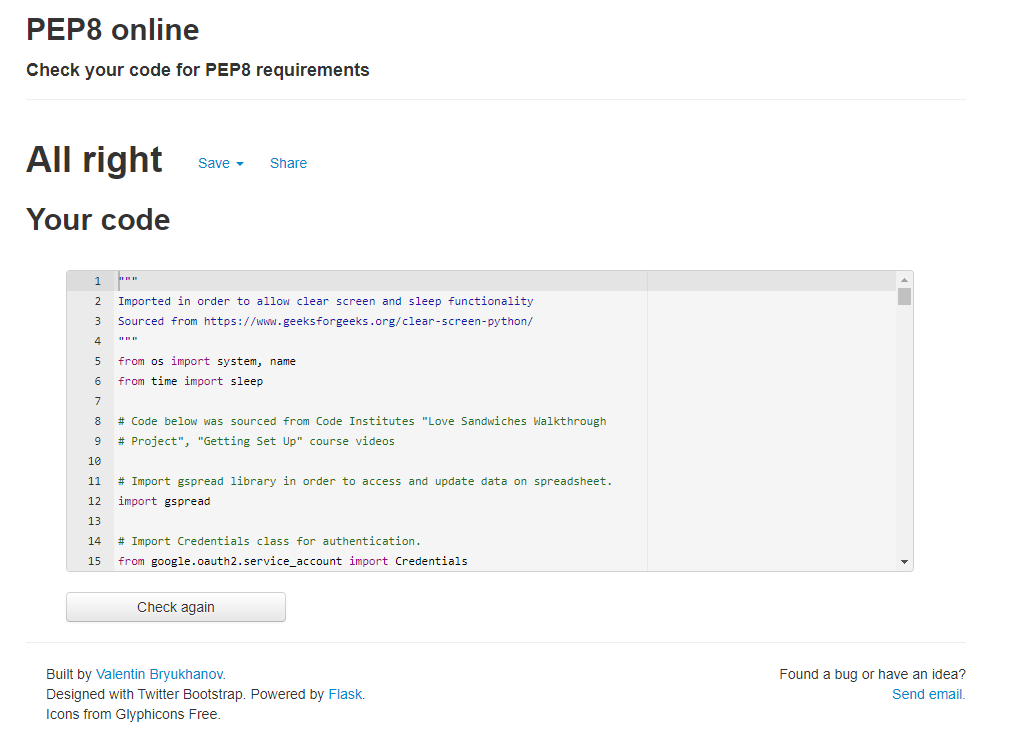 PEP8 online
Check your code for PEP8 requirements
All right Save Share
Your code
1 """
2 Imported in order to allow clear screen and sleep functionality
3 Sourced from https://www.geeksforgeeks.org/clear-screen-python/
4 """
5 from os import system, name
6 from time import sleep
7
8 # Code below was sourced from Code Institutes "Love Sandwiches Walkthrough
9 # Project", "Getting Set Up" course videos
10
11 # Import gspread library in order to access and update data on spreadsheet.
12 import gspread
13
14 # Import Credentials class for authentication.
15 from google.oauth2.service_account import Credentials
Check again
Built by Valentin Bryukhanov. Found a bug or have an idea?
Designed with Twitter Bootstrap. Powered by Flask. Send email.
Icons from Glyphicons Free.